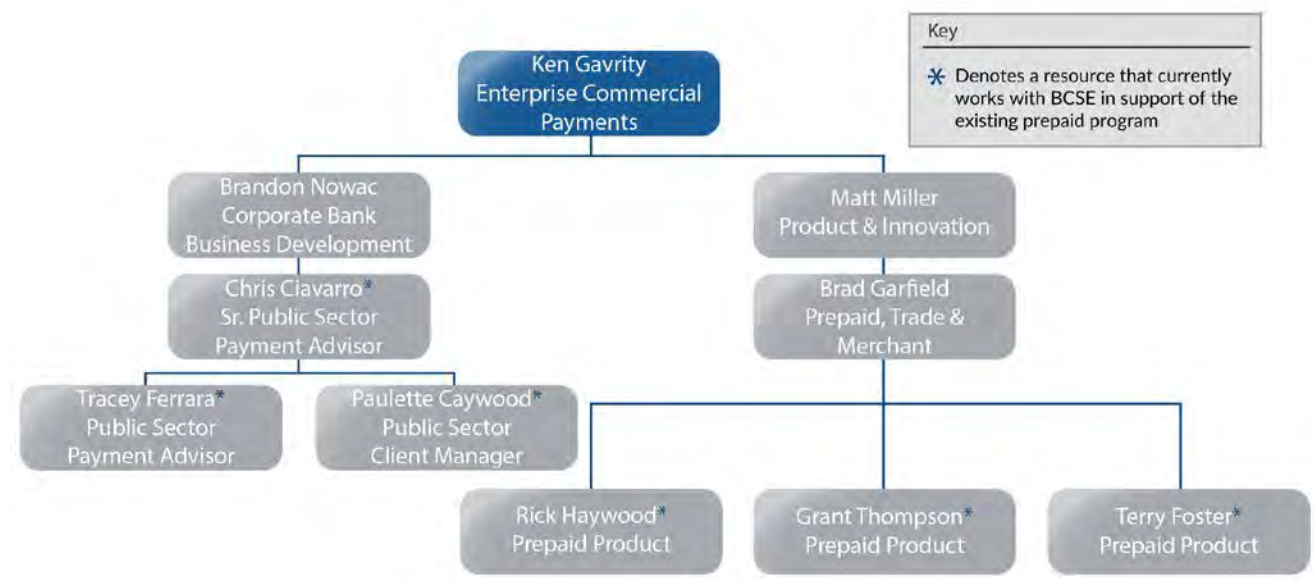 Key
* Denotes a resource that currently
works with BCSE in support of the
existing prepaid program
Ken Gavrity
Enterprise Commercial
Payments
Brandon Nowac
Corporate Bank
Business Development
Matt Miller
Product & Innovation
Chris Ciavarro*
Sr. Public Sector
Payment Advisor
Brad Garfield
Prepaid, Trade &
Merchant
Tracey Ferrara*
Public Sector
Payment Advisor
Paulette Caywood*
Public Sector
Client Manager
Rick Haywood*
Prepaid Product
Grant Thompson*
Prepaid Product
Terry Foster*
Prepaid Product